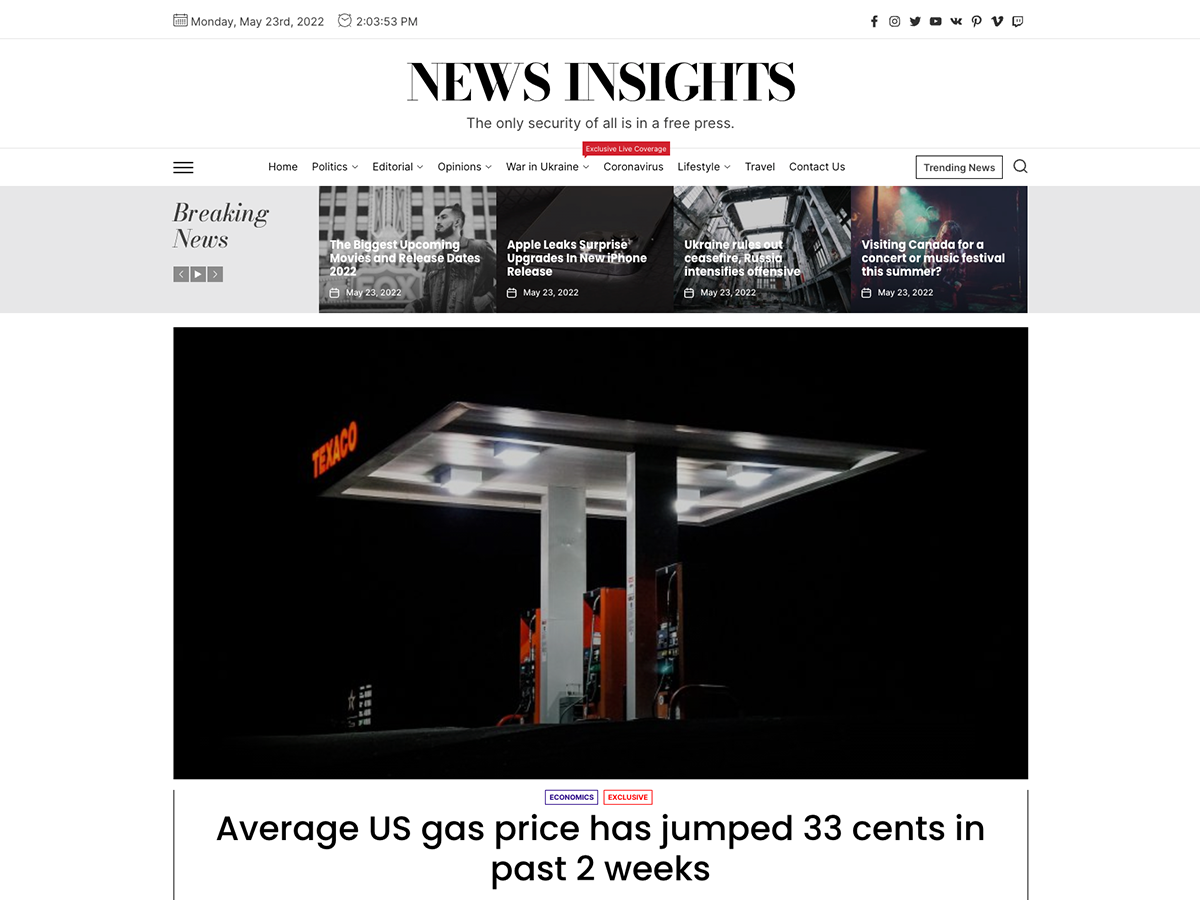 Monday, May 23rd, 2022 2:03:53 PM
NEWS INSIGHTS
The only security of all is in a free press.
Exclusive Live Coverage
Home Politics Editorial Opinions War in Ukraine Coronavirus Lifestyle Travel Contact Us Trending News
Breaking
News
The Biggest Upcoming
Movies and Release Dates
2022
May 23, 2022
Apple Leaks Surprise
Upgrades In New iPhone
Release
May 23, 2022
Ukraine rules out
ceasefire, Russia
intensifies offensive
May 23, 2022
Visiting Canada for a
concert or music festival
this summer?
May 23, 2022
FOX
TEXACO
ECONOMICS EXCLUSIVE
Average US gas price has jumped 33 cents in
past 2 weeks